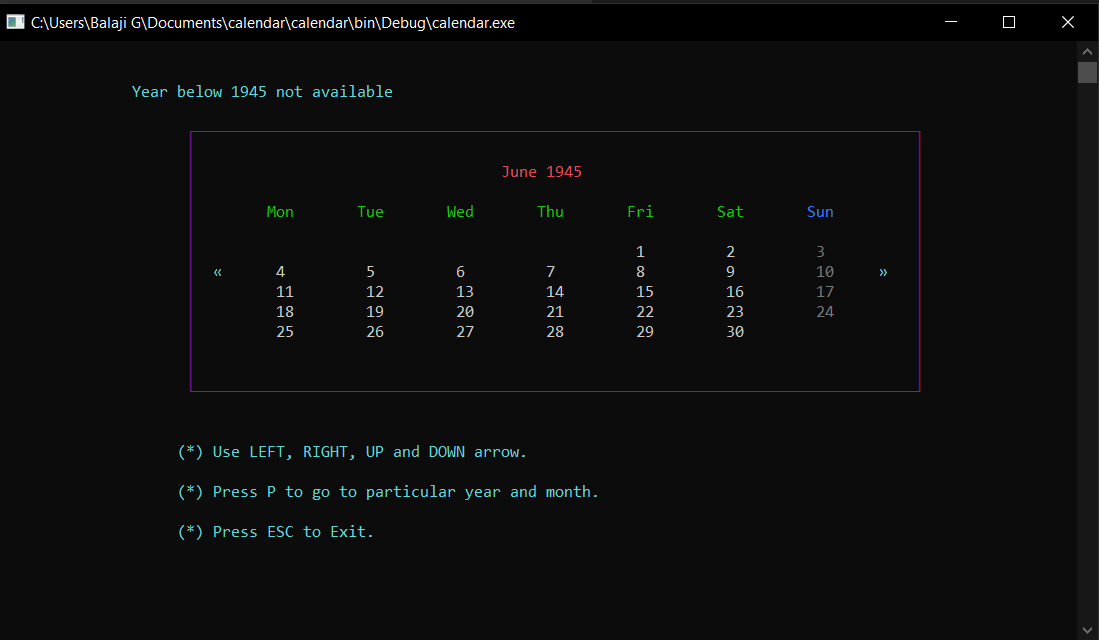 C:\Users\Balaji G\Documents\calendar\calendar\bin\Debug\calendar.exe
Year below 1945 not available
June 1945
Mon Tue Wed Thu Fri Sat Sun
1 2 3
« 4 5 6 7 8 9 10 »
11 12 13 14 15 16 17
18 19 20 21 22 23 24
25 26 27 28 29 30
(*) Use LEFT, RIGHT, UP and DOWN arrow.
(*) Press P to go to particular year and month.
(*) Press ESC to Exit.